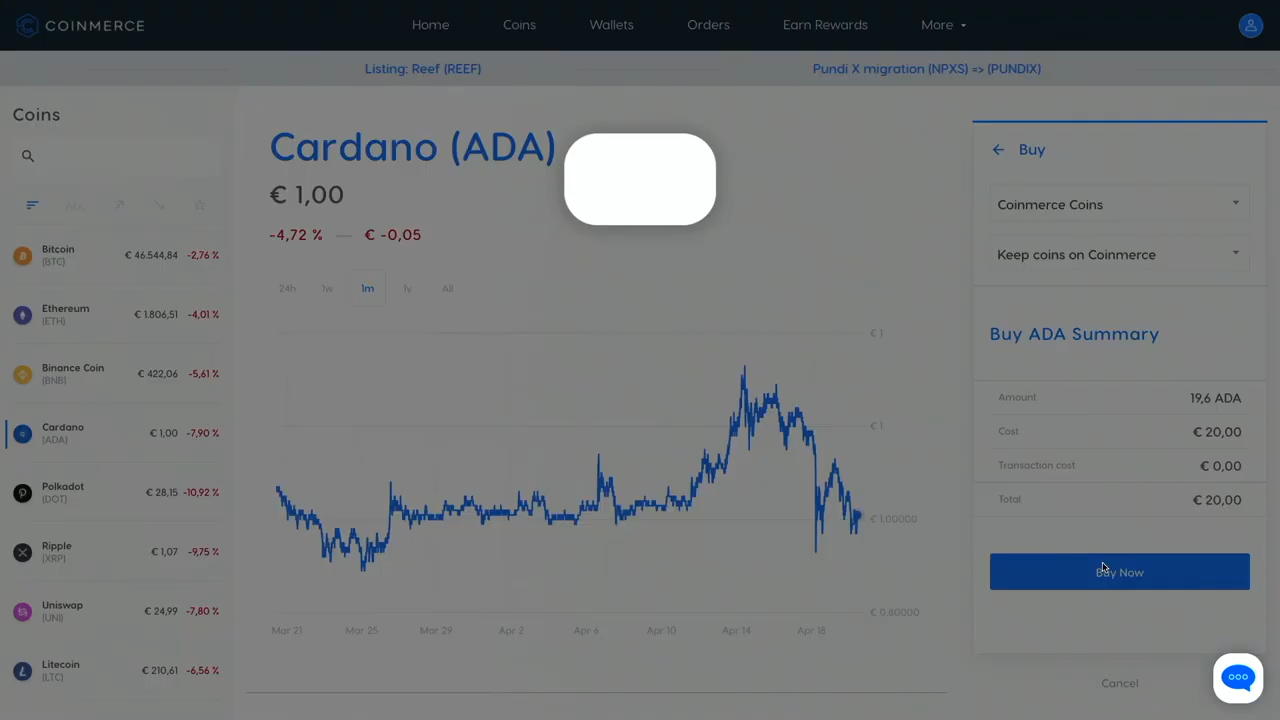 COINMERCE
Home
Coins
Wallets
Orders
Earn Rewards
More
Listing: Reef (REEF)
Pundi X migration (NPXS) => (PUNDIX)
Coins
Bitcoin
(BTC)
€ 46.544,84
-2,76 %
Ethereum
(ETH)
€ 1.806,51
-4,01 %
Binance Coin
(BNB)
€ 422,06
-5,61 %
Cardano
(ADA)
€ 1,00
-7,90 %
Polkadot
(DOT)
€ 28,15
-10,92 %
Ripple
(XRP)
€ 1,07
-9,75 %
Uniswap
(UNI)
€ 24,99
-7,80 %
Litecoin
(LTC)
€ 210,61
-6,56 %
Cardano (ADA)
€ 1,00
-4,72 % — € -0,05
24h
1w
1m
1y
All
€ 1
€ 1
€ 1.00000
€ 0.80000
Mar 21
Mar 25
Mar 29
Apr 2
Apr 6
Apr 10
Apr 14
Apr 18
Buy
Coinmerce Coins
Keep coins on Coinmerce
Buy ADA Summary
Amount
19,6 ADA
Cost
€ 20,00
Transaction cost
€ 0,00
Total
€ 20,00
Buy Now
Cancel